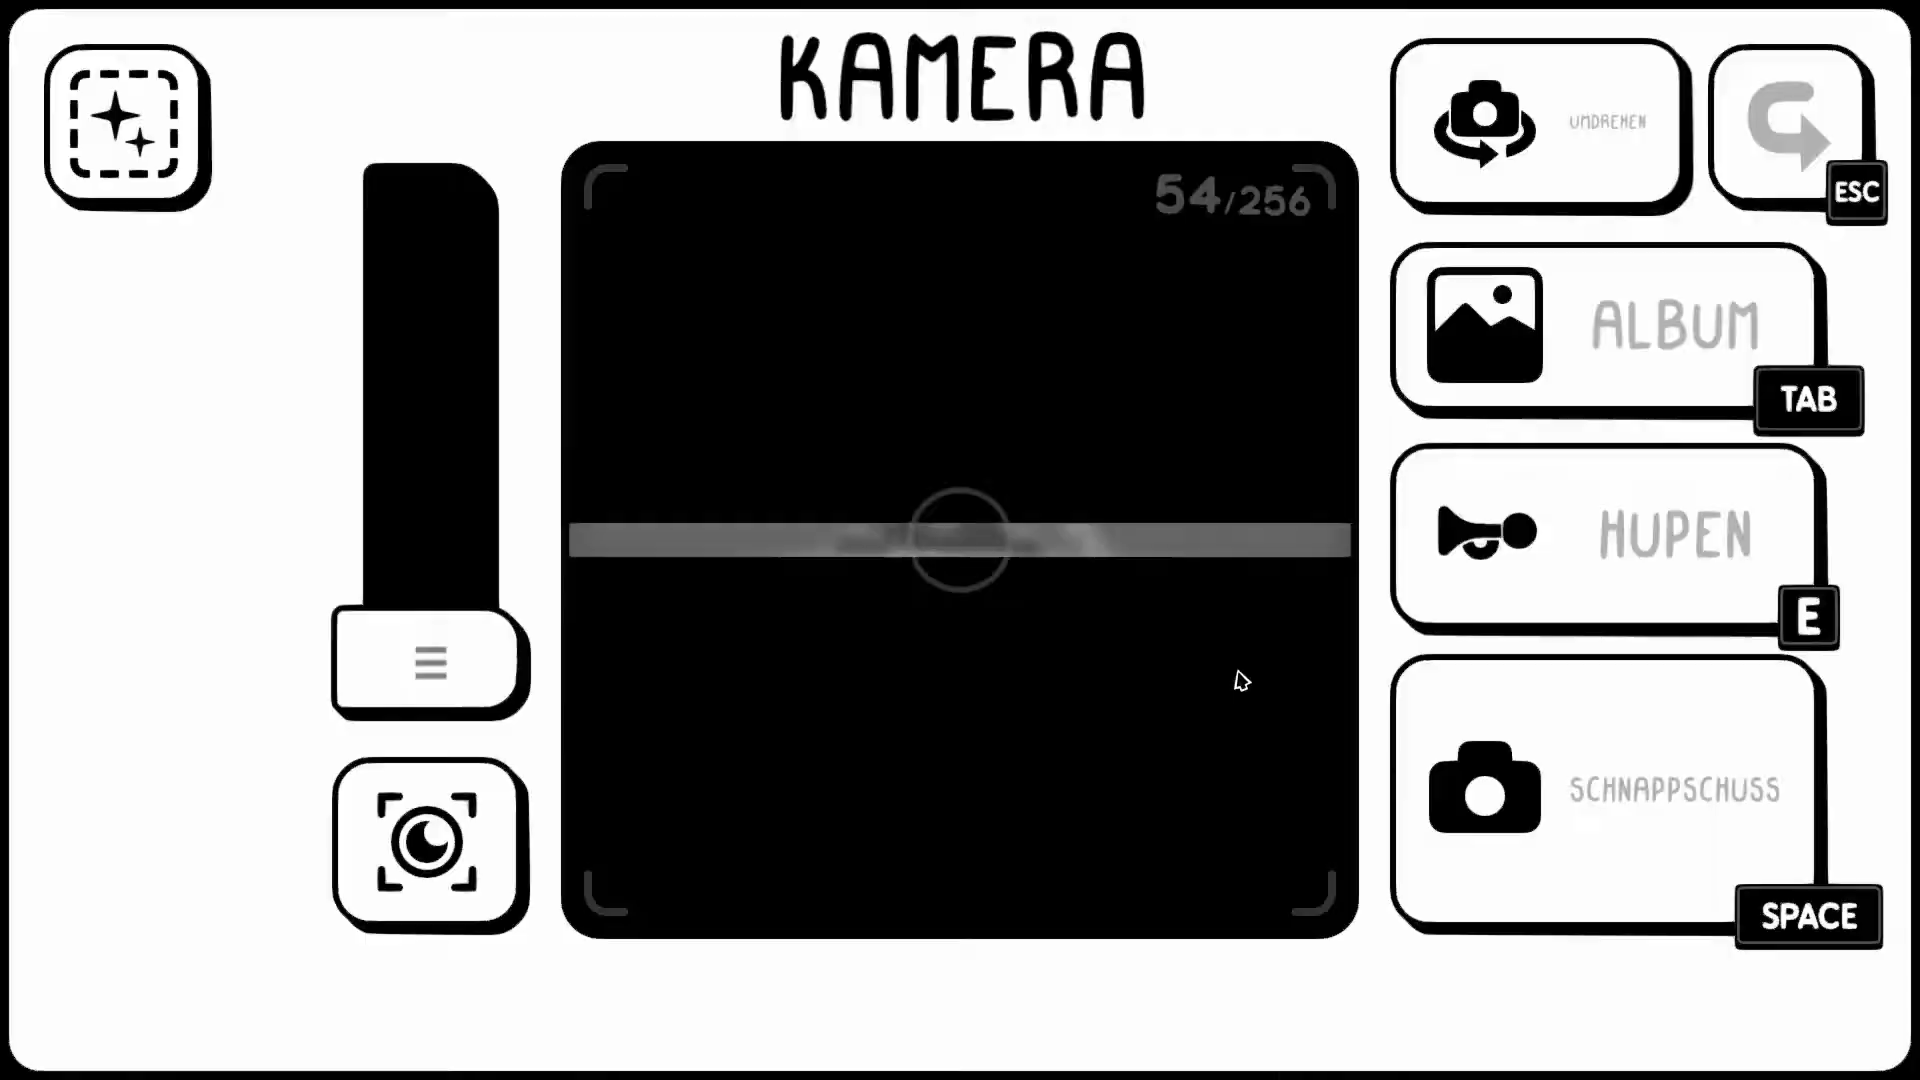 KAMERA
UMDREHEN
ESC
54/256
ALBUM
TAB
HUPEN
E
SCHNAPPSCHUSS
SPACE